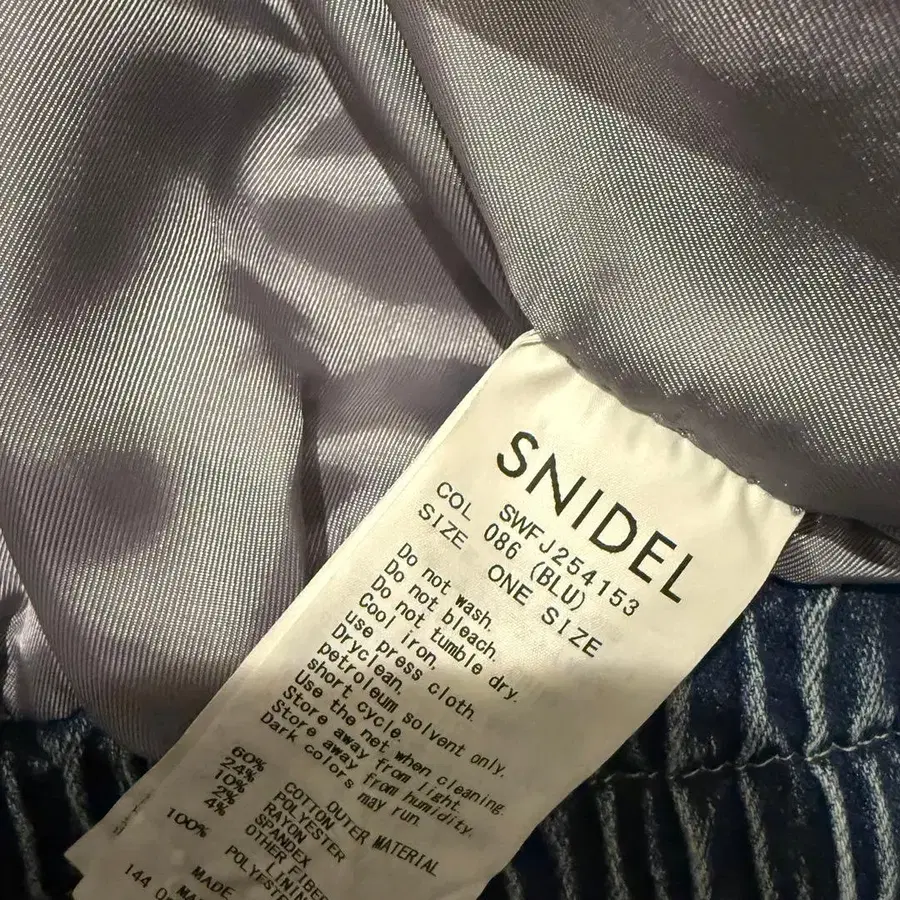 SNIDEL
SWFJ254153
COL 086 (BLU)
SIZE ONE SIZE
Do not wash.
Do not bleach.
Do not tumble dry.
Cool iron,
use press cloth.
Dryclean,
petroleum solvent only.
short cycle.
Use the net when cleaning.
Store away from light.
Store away from humidity.
Dark colors may run.
OUTER MATERIAL
60% COTTON
24% POLYESTER
10% RAYON
2% SPANDEX
4% OTHER FIBER
LINING
100% POLYESTER
MADE
144